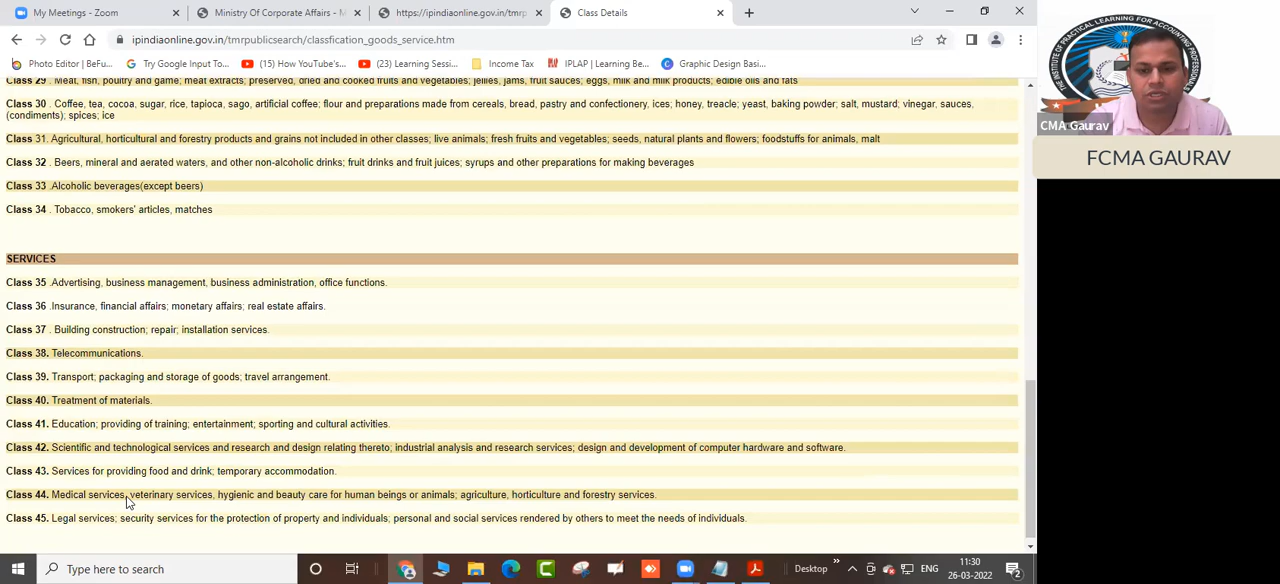 My Meetings - Zoom
Ministry Of Corporate Affairs - M
https://ipindiaonline.gov.in/tmrp
Class Details
ipindiaonline.gov.in/tmrpublicsearch/classfication_goods_service.htm
Photo Editor | BeFu...
Try Google Input To...
(15) How YouTube's...
(23) Learning Sessi...
Income Tax
IPLAP | Learning Be...
Graphic Design Basi...
Class 29 . Meat, fish, poultry and game; meat extracts; preserved, dried and cooked fruits and vegetables; jellies, jams, fruit sauces; eggs, milk and milk products; edible oils and fats
Class 30 . Coffee, tea, cocoa, sugar, rice, tapioca, sago, artificial coffee; flour and preparations made from cereals, bread, pastry and confectionery, ices; honey, treacle; yeast, baking powder; salt, mustard; vinegar, sauces,
(condiments); spices; ice
Class 31. Agricultural, horticultural and forestry products and grains not included in other classes; live animals; fresh fruits and vegetables; seeds, natural plants and flowers; foodstuffs for animals, malt
Class 32 . Beers, mineral and aerated waters, and other non-alcoholic drinks; fruit drinks and fruit juices; syrups and other preparations for making beverages
Class 33 .Alcoholic beverages(except beers)
Class 34 . Tobacco, smokers' articles, matches
SERVICES
Class 35 .Advertising, business management, business administration, office functions.
Class 36 .Insurance, financial affairs; monetary affairs; real estate affairs.
Class 37 . Building construction; repair; installation services.
Class 38. Telecommunications.
Class 39. Transport; packaging and storage of goods; travel arrangement.
Class 40. Treatment of materials.
Class 41. Education; providing of training; entertainment; sporting and cultural activities.
Class 42. Scientific and technological services and research and design relating thereto; industrial analysis and research services; design and development of computer hardware and software.
Class 43. Services for providing food and drink; temporary accommodation.
Class 44. Medical services, veterinary services, hygienic and beauty care for human beings or animals; agriculture, horticulture and forestry services.
Class 45. Legal services; security services for the protection of property and individuals; personal and social services rendered by others to meet the needs of individuals.
CMA Gaurav
FCMA GAURAV
Type here to search
Desktop
ENG
11:30
26-03-2022
2